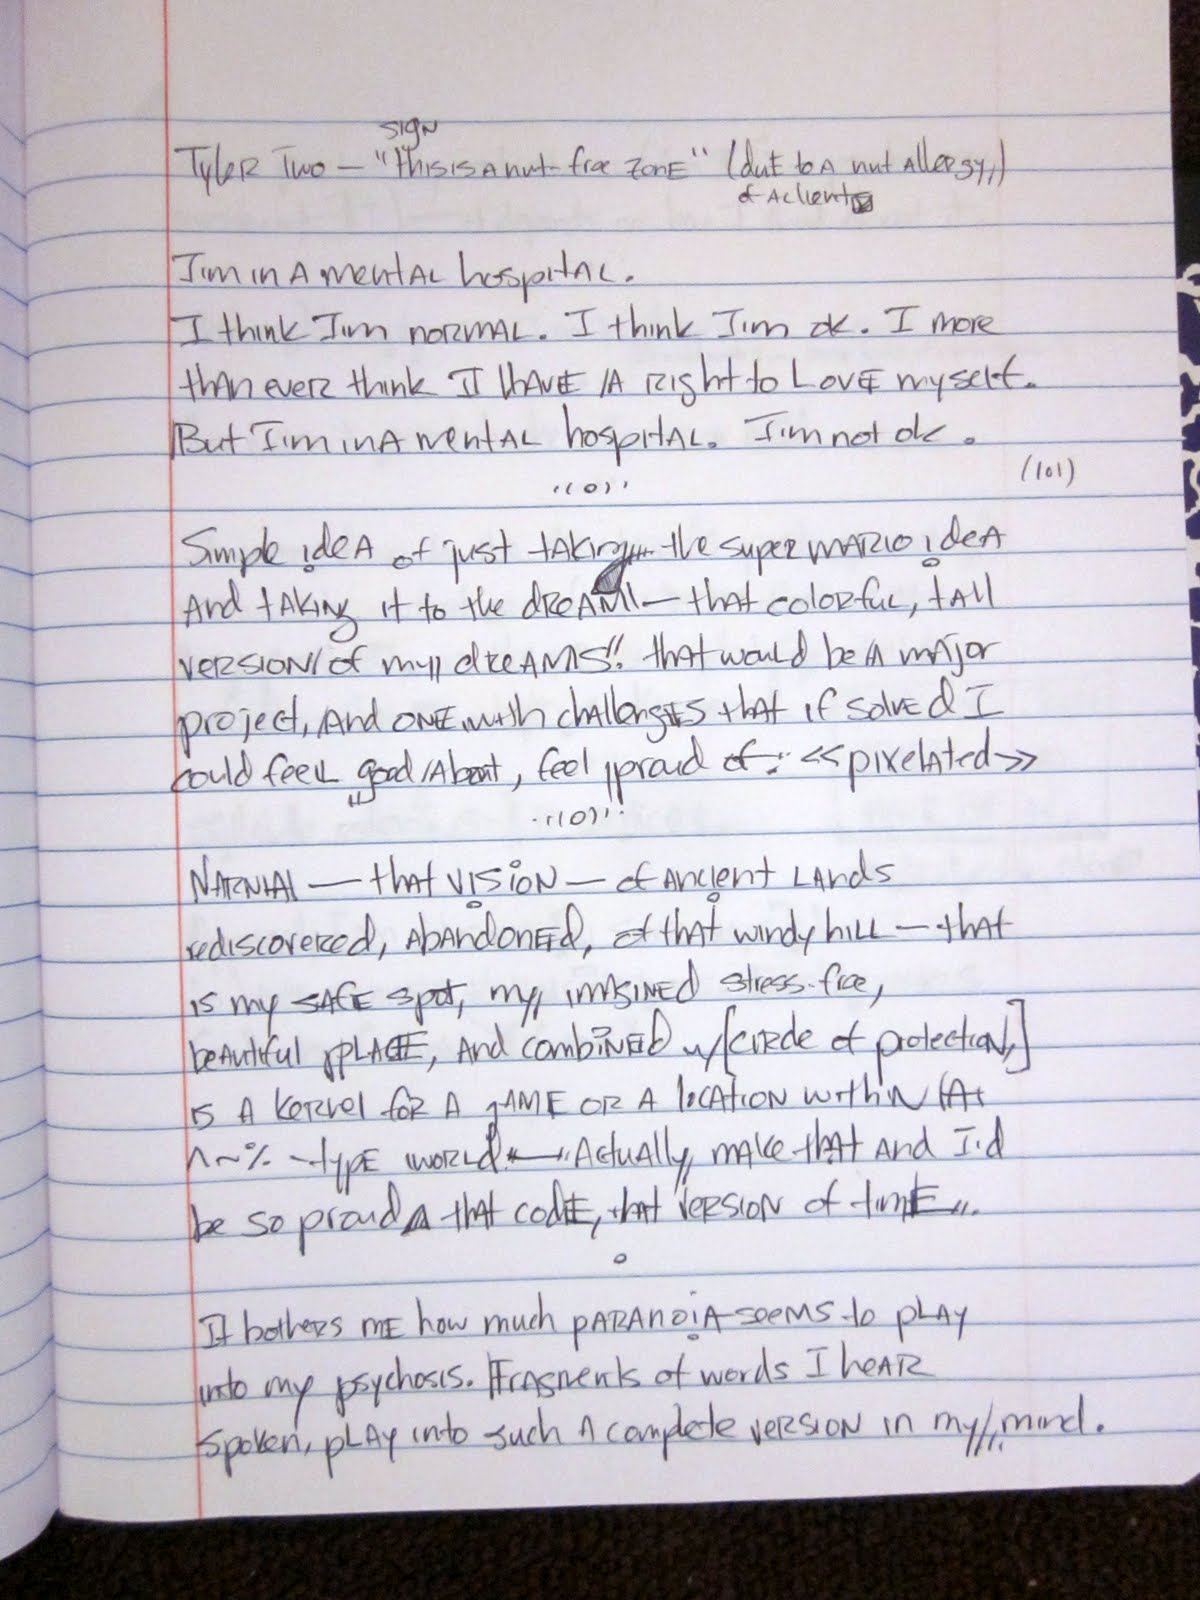 sign
Tyler Two — "this is a nut-free zone" (due to a nut allergy,)
of a client
I'm in a mental hospital.
I think I'm normal. I think I'm ok. I more
than ever think I have a right to love myself.
But I'm in a mental hospital. I'm not ok.
(101)
Simple idea of just taking the super mario idea
And taking it to the dream — that colorful, tall
version of my dreams!! that would be a major
project, and one with challenges that if solved I
could feel good about, feel proud of: <<pixelated>>
Narnia — that vision — of ancient lands
rediscovered, abandoned, of that windy hill — that
is my safe spot, my imagined stress-free,
beautiful place, and combined w/[circle of protection,]
is a kernel for a game or a location within (A+
^~% -type world. Actually, make that and I'd
be so proud that code, that version of time...
It bothers me how much paranoia seems to play
into my psychosis. Fragments of words I hear
spoken, play into such a complete version in my mind.